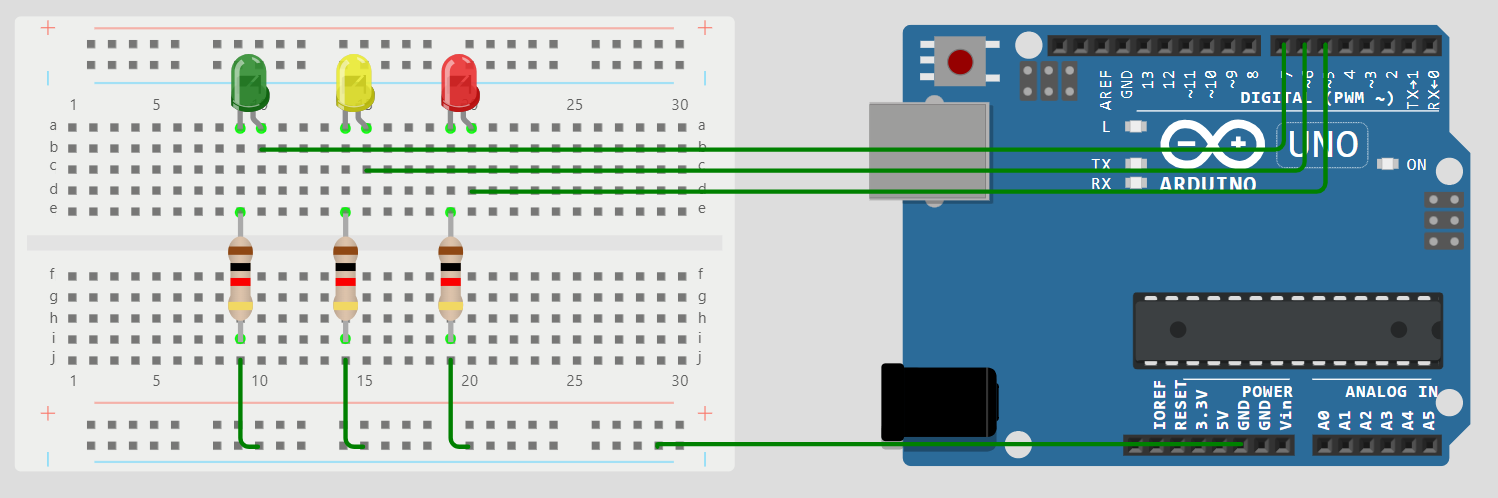 1 5 10 15 20 25 30
a a
b b
c c
d d
e e
f f
g g
h h
i i
j j
1 5 10 15 20 25 30
AREF GND 13 12 ~11 ~10 ~9 8 7 ~6 ~5 4 ~3 2 TX→1 RX←0
DIGITAL (PWM ~)
L
UNO
TX
ON
RX
ARDUINO
POWER
ANALOG IN
IOREF RESET 3.3V 5V GND GND Vin A0 A1 A2 A3 A4 A5